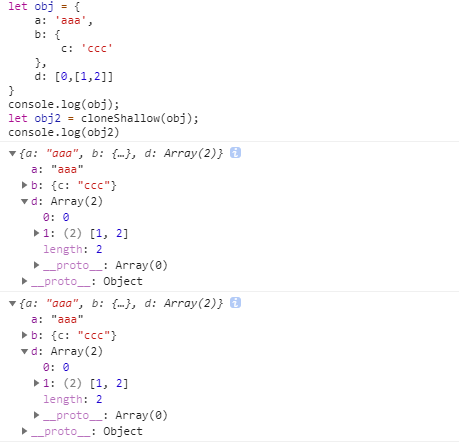 let obj = {
    a: 'aaa',
    b: {
        c: 'ccc'
    },
    d: [0,[1,2]]
}
console.log(obj);
let obj2 = cloneShallow(obj);
console.log(obj2)
▼{a: "aaa", b: {…}, d: Array(2)} i
    a: "aaa"
  ▶b: {c: "ccc"}
  ▼d: Array(2)
      0: 0
    ▶1: (2) [1, 2]
      length: 2
    ▶__proto__: Array(0)
  ▶__proto__: Object
▼{a: "aaa", b: {…}, d: Array(2)} i
    a: "aaa"
  ▶b: {c: "ccc"}
  ▼d: Array(2)
      0: 0
    ▶1: (2) [1, 2]
      length: 2
    ▶__proto__: Array(0)
  ▶__proto__: Object